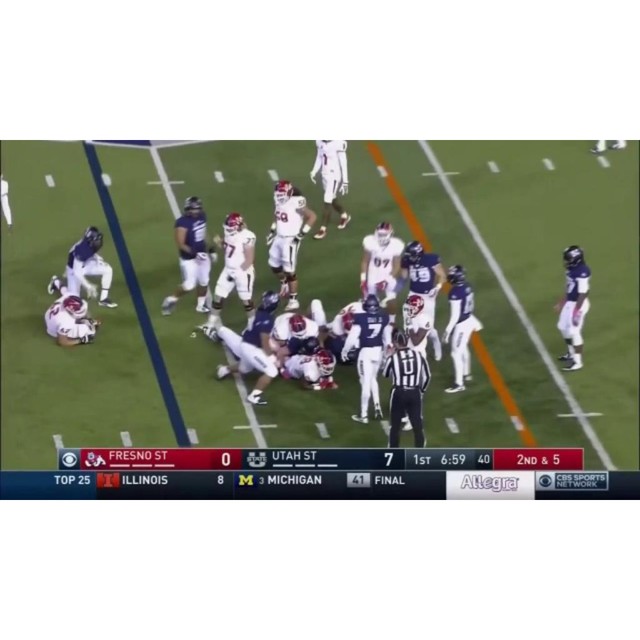 FRESNO ST 0 UTAH ST 7 1ST 6:59 40 2ND & 5
TOP 25 I ILLINOIS 8 M 3 MICHIGAN 41 FINAL Allegra CBS SPORTS NETWORK
U
7